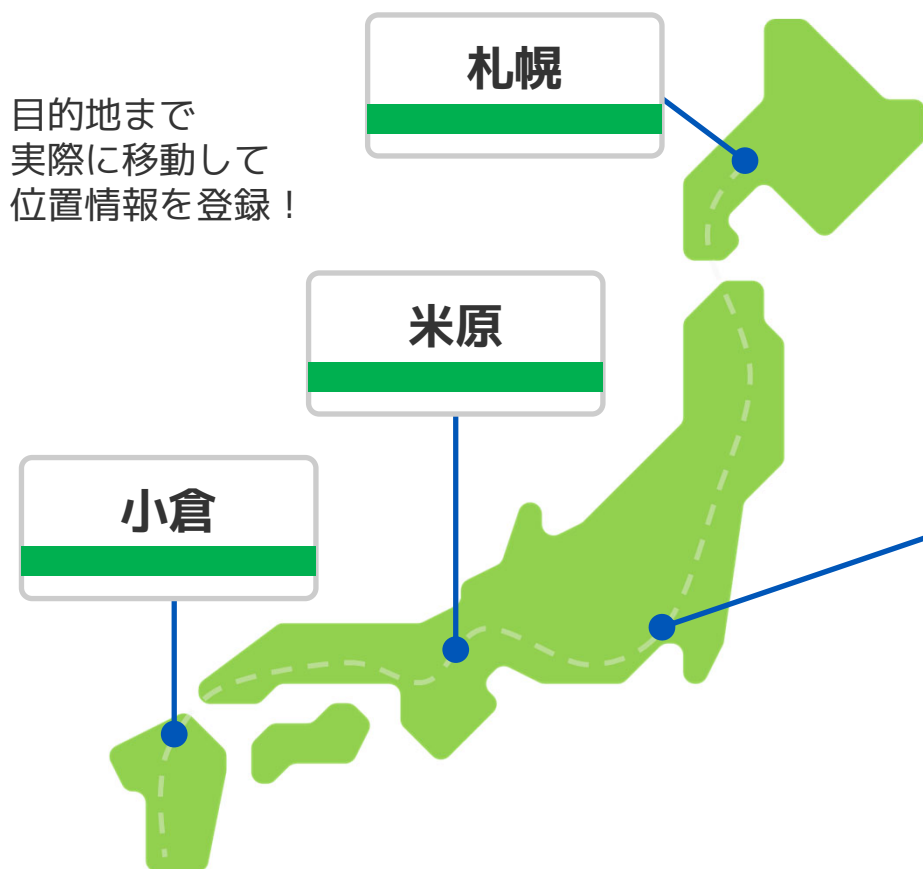 札幌
目的地まで
実際に移動して
位置情報を登録！
米原
小倉